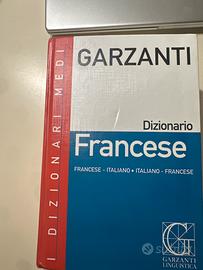 GARZANTI
I DIZIONARI MEDI
Dizionario
Francese
FRANCESE - ITALIANO • ITALIANO - FRANCESE
GARZANTI
LINGUISTICA